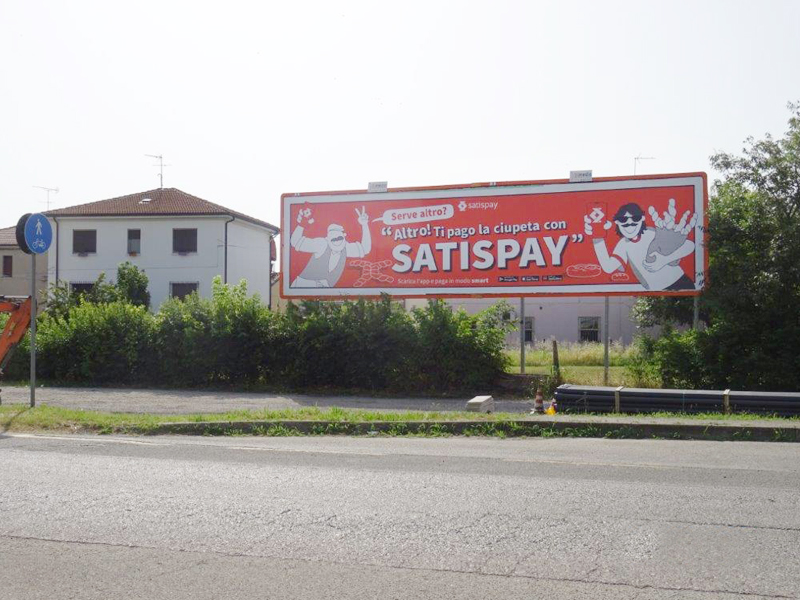 Serve altro?
satispay
“Altro! Ti pago la ciupeta con
SATISPAY”
Scarica l'app e paga in modo smart